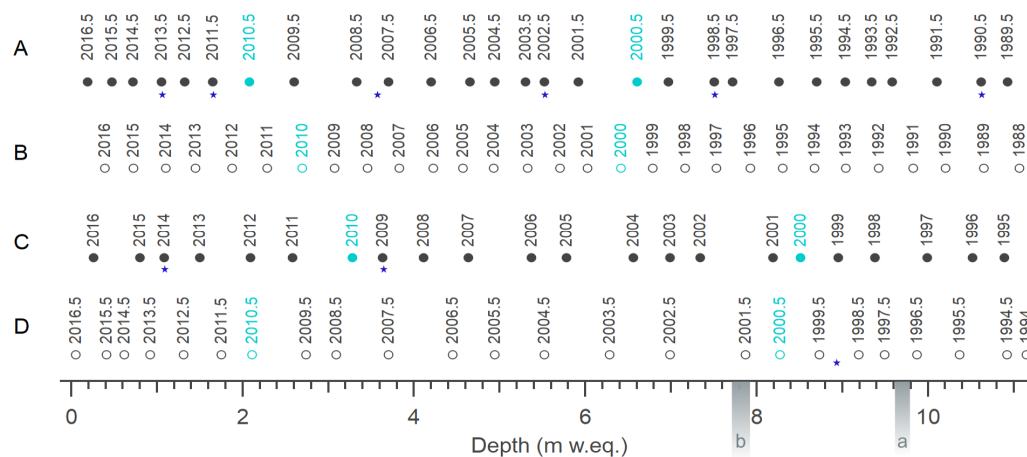 2016.5 2015.5 2014.5 2013.5 2012.5 2011.5 2010.5 2009.5 2008.5 2007.5 2006.5 2005.5 2004.5 2003.5 2002.5 2001.5 2000.5 1999.5 1998.5 1997.5 1996.5 1995.5 1994.5 1993.5 1992.5 1991.5 1990.5 1989.5
A
2016 2015 2014 2013 2012 2011 2010 2009 2008 2007 2006 2005 2004 2003 2002 2001 2000 1999 1998 1997 1996 1995 1994 1993 1992 1991 1990 1989 1988
B
2016 2015 2014 2013 2012 2011 2010 2009 2008 2007 2006 2005 2004 2003 2002 2001 2000 1999 1998 1997 1996 1995
C
2016.5 2015.5 2014.5 2013.5 2012.5 2011.5 2010.5 2009.5 2008.5 2007.5 2006.5 2005.5 2004.5 2003.5 2002.5 2001.5 2000.5 1999.5 1998.5 1997.5 1996.5 1995.5 1994.5
D
0 2 4 6 8 10
b a
Depth (m w.eq.)